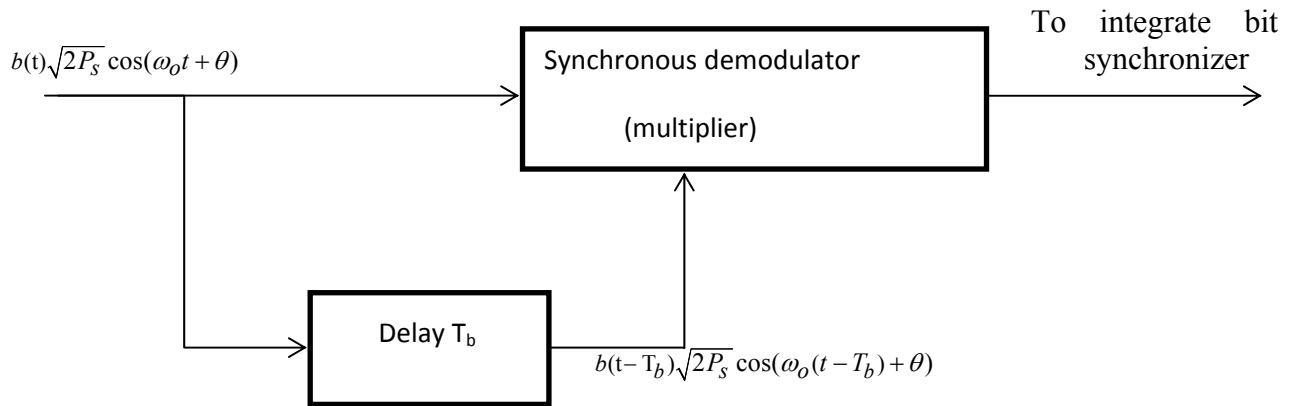 To integrate bit
synchronizer
b(t)√2P_s cos(ω_o t + θ)
Synchronous demodulator
(multiplier)
Delay T_b
b(t− T_b)√2P_s cos(ω_o(t − T_b) + θ)